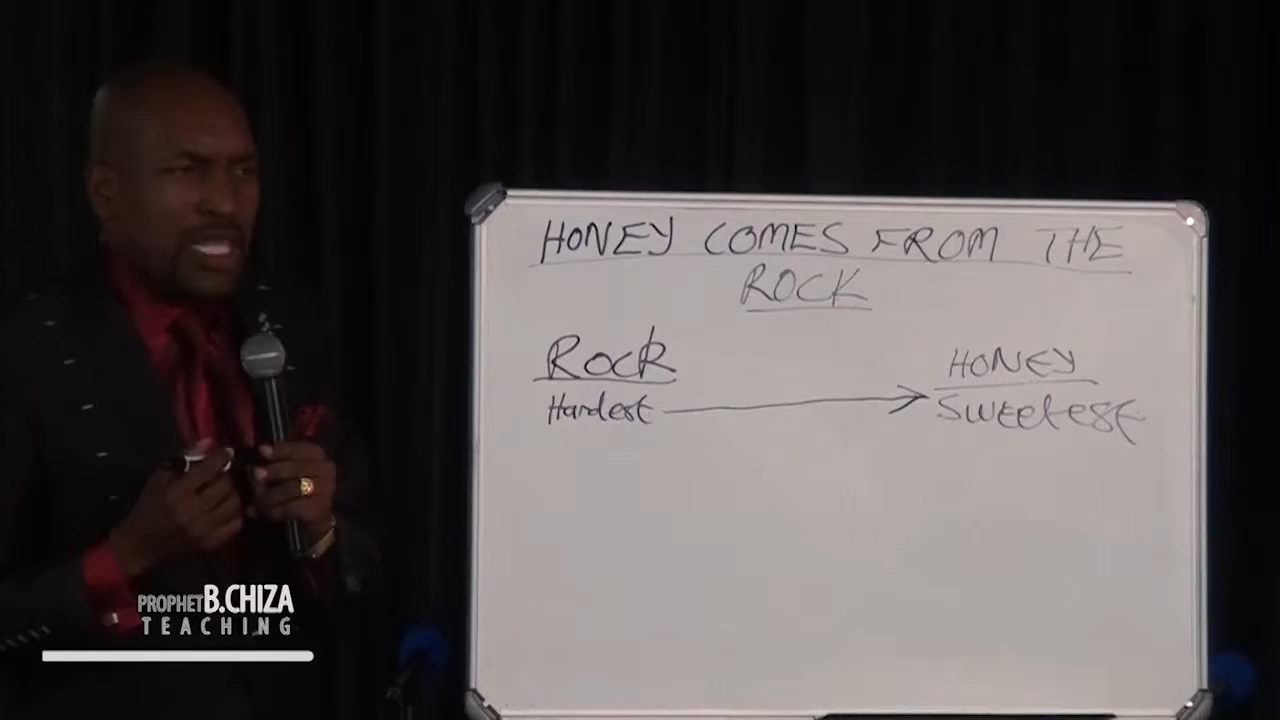 HONEY COMES FROM THE
ROCK
ROCK
HONEY
Hardest
Sweetest
PROPHET B.CHIZA
TEACHING